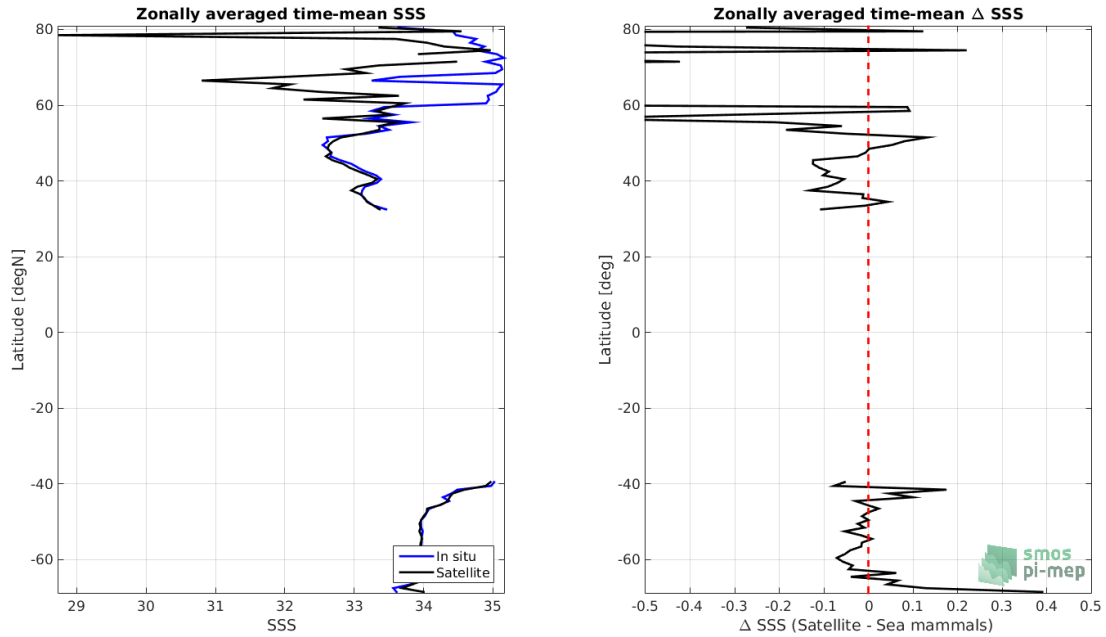 Zonally averaged time-mean SSS
80
60
40
20
0
-20
-40
-60
Latitude [degN]
In situ
Satellite
29 30 31 32 33 34 35
SSS
Zonally averaged time-mean Δ SSS
80
60
40
20
0
-20
-40
-60
Latitude [deg]
smos
pi-mep
-0.5 -0.4 -0.3 -0.2 -0.1 0 0.1 0.2 0.3 0.4 0.5
Δ SSS (Satellite - Sea mammals)